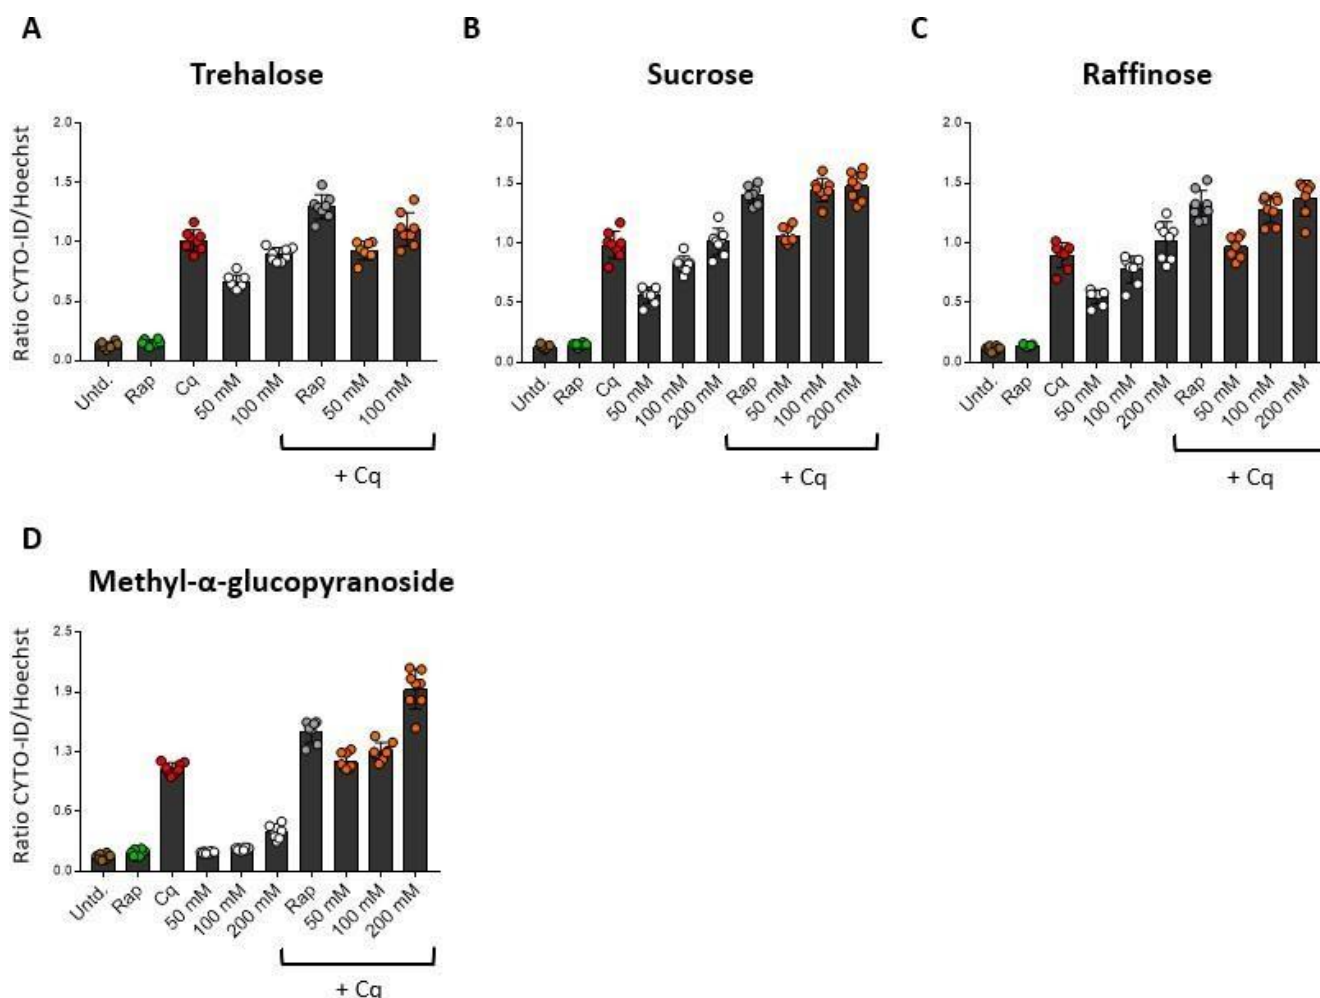 A
Trehalose
Ratio CYTO-ID/Hoechst
2.0
1.5
1.0
0.5
0.0
Untd.
Rap
Cq
50 mM
100 mM
Rap
50 mM
100 mM
+ Cq
B
Sucrose
2.0
1.5
1.0
0.5
0.0
Untd.
Rap
Cq
50 mM
100 mM
200 mM
Rap
50 mM
100 mM
200 mM
+ Cq
C
Raffinose
2.0
1.5
1.0
0.5
0.0
Untd.
Rap
Cq
50 mM
100 mM
200 mM
Rap
50 mM
100 mM
200 mM
+ Cq
D
Methyl-α-glucopyranoside
Ratio CYTO-ID/Hoechst
2.5
1.9
1.3
0.6
0.0
Untd.
Rap
Cq
50 mM
100 mM
200 mM
Rap
50 mM
100 mM
200 mM
+ Cq